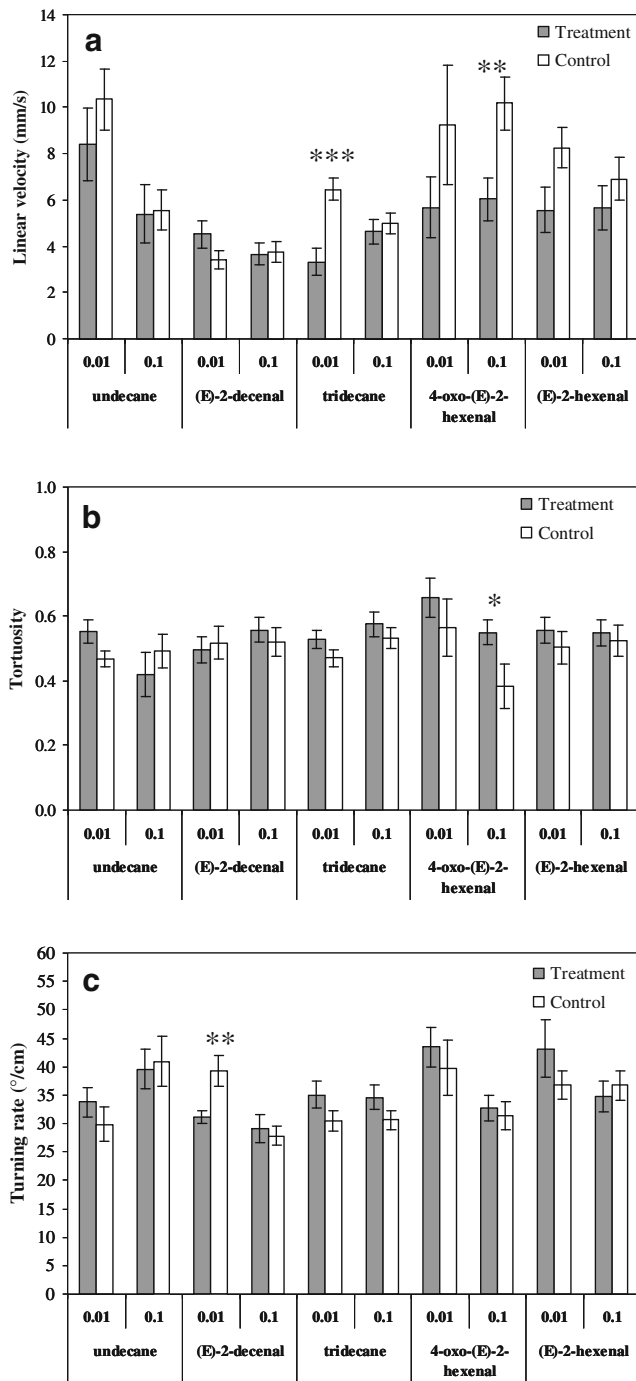 a
Treatment
Control
14
12
10
8
6
4
2
0
Linear velocity (mm/s)
***
**
0.01 0.1 0.01 0.1 0.01 0.1 0.01 0.1 0.01 0.1
undecane (E)-2-decenal tridecane 4-oxo-(E)-2-hexenal (E)-2-hexenal
b
Treatment
Control
1.0
0.8
0.6
0.4
0.2
0.0
Tortuosity
*
0.01 0.1 0.01 0.1 0.01 0.1 0.01 0.1 0.01 0.1
undecane (E)-2-decenal tridecane 4-oxo-(E)-2-hexenal (E)-2-hexenal
c
Treatment
Control
60
55
50
45
40
35
30
25
20
15
10
5
0
Turning rate (°/cm)
**
0.01 0.1 0.01 0.1 0.01 0.1 0.01 0.1 0.01 0.1
undecane (E)-2-decenal tridecane 4-oxo-(E)-2-hexenal (E)-2-hexenal